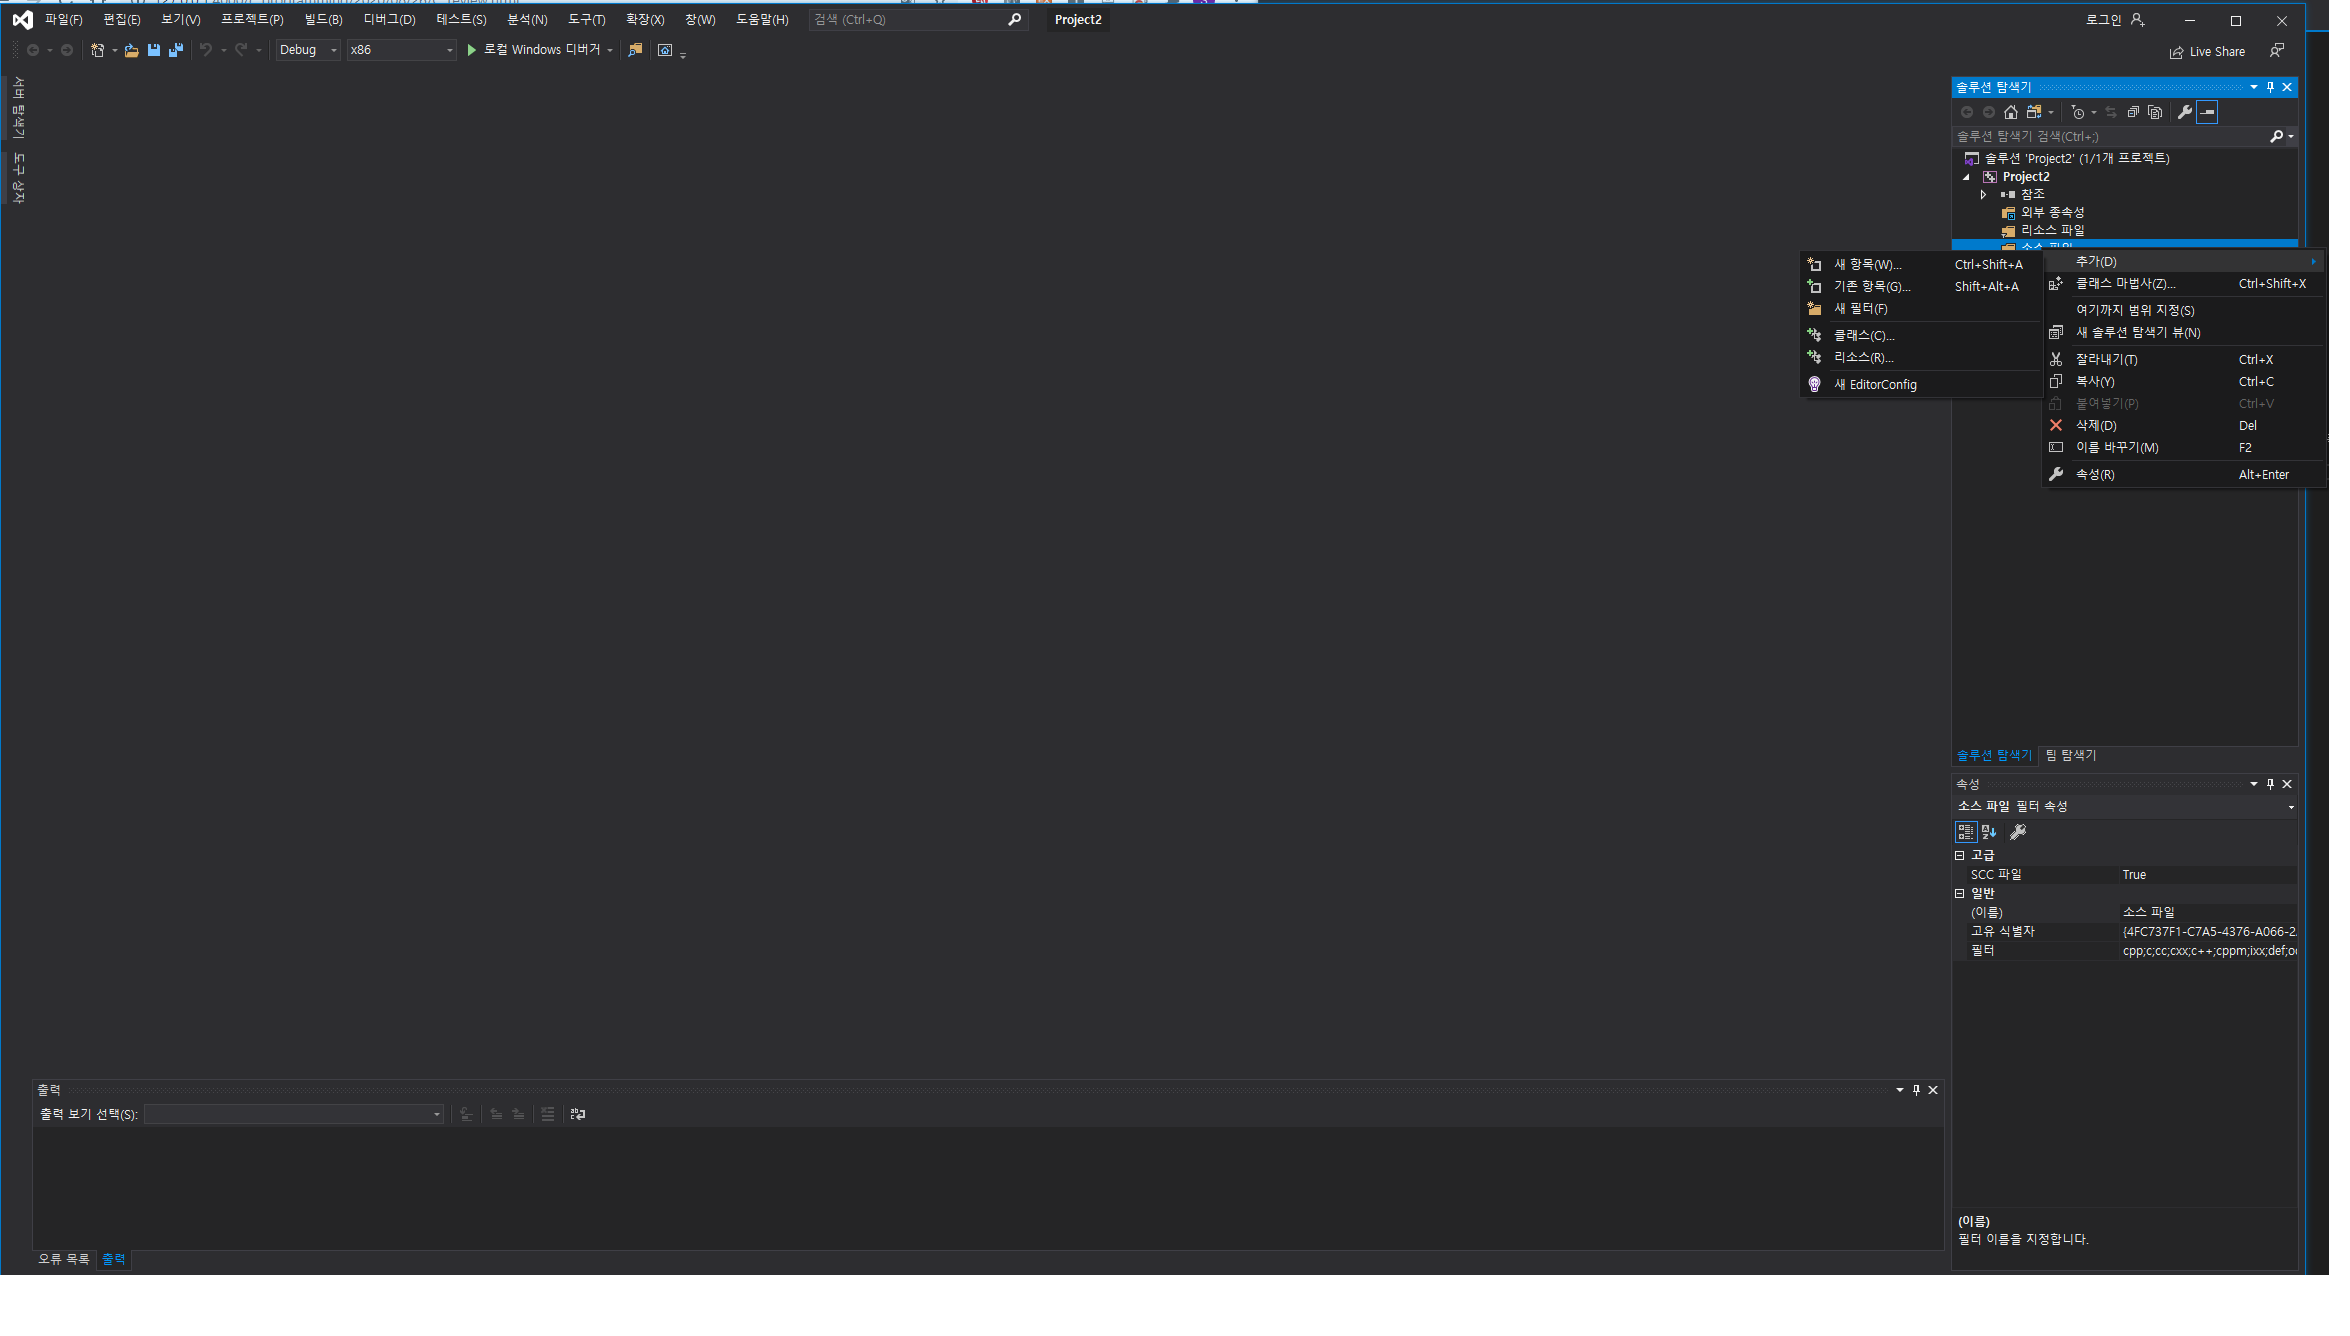 파일(F) 편집(E) 보기(V) 프로젝트(P) 빌드(B) 디버그(D) 테스트(S) 분석(N) 도구(T) 확장(X) 창(W) 도움말(H) 검색 (Ctrl+Q) Project2 로그인
Debug x86 로컬 Windows 디버거 Live Share
서버 탐색기
도구 상자
솔루션 탐색기
솔루션 탐색기 검색(Ctrl+;)
솔루션 'Project2' (1/1개 프로젝트)
Project2
참조
외부 종속성
리소스 파일
소스 파일
새 항목(W)... Ctrl+Shift+A
기존 항목(G)... Shift+Alt+A
새 필터(F)
클래스(C)...
리소스(R)...
새 EditorConfig
추가(D)
클래스 마법사(Z)... Ctrl+Shift+X
여기까지 범위 지정(S)
새 솔루션 탐색기 뷰(N)
잘라내기(T) Ctrl+X
복사(Y) Ctrl+C
붙여넣기(P) Ctrl+V
삭제(D) Del
이름 바꾸기(M) F2
속성(R) Alt+Enter
솔루션 탐색기 팀 탐색기
속성
소스 파일 필터 속성
고급
SCC 파일 True
일반
(이름) 소스 파일
고유 식별자 {4FC737F1-C7A5-4376-A066-2
필터 cpp;c;cc;cxx;c++;cppm;ixx;def;o
(이름)
필터 이름을 지정합니다.
출력
출력 보기 선택(S):
오류 목록 출력